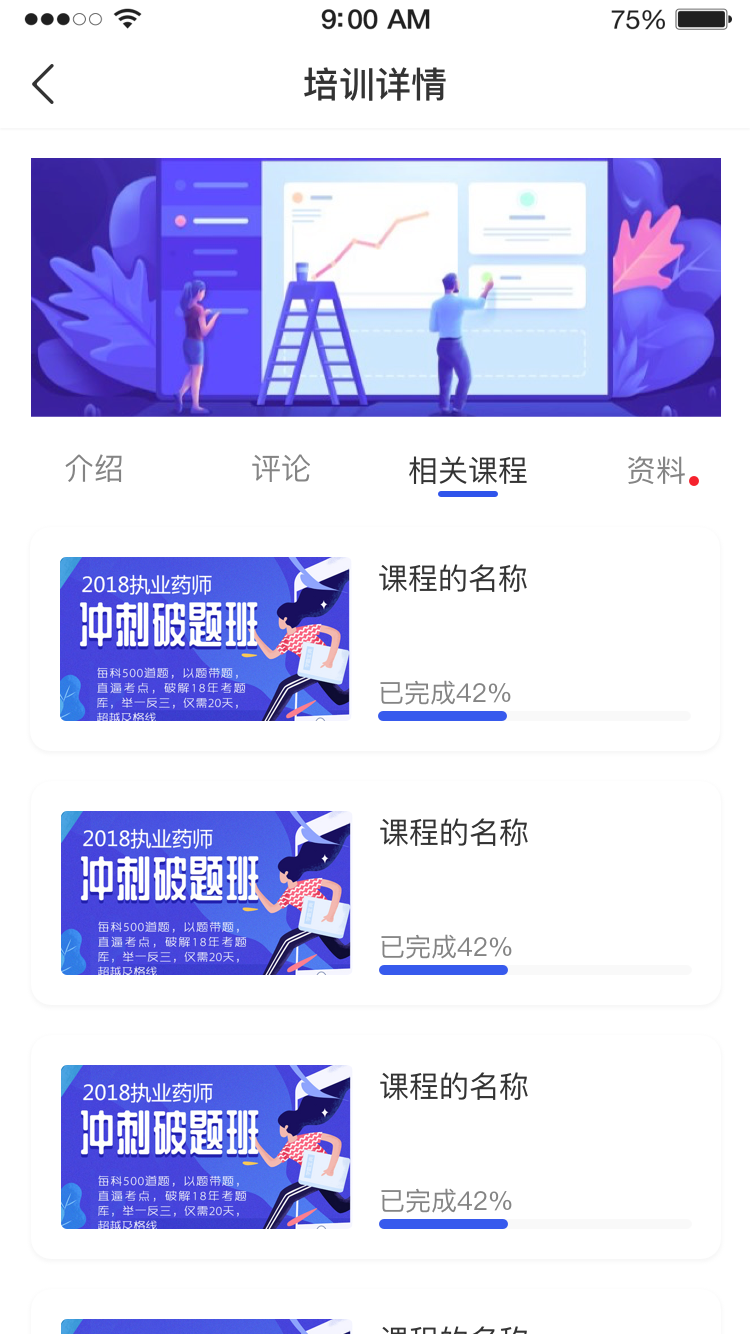 9:00 AM
75%
培训详情
介绍
评论
相关课程
资料
2018执业药师
冲刺破题班
每科500道题，以题带题，
直逼考点，破解18年考题
库，举一反三，仅需20天，
超越及格线
课程的名称
已完成42%
2018执业药师
冲刺破题班
每科500道题，以题带题，
直逼考点，破解18年考题
库，举一反三，仅需20天，
超越及格线
课程的名称
已完成42%
2018执业药师
冲刺破题班
每科500道题，以题带题，
直逼考点，破解18年考题
库，举一反三，仅需20天，
超越及格线
课程的名称
已完成42%
课程的名称